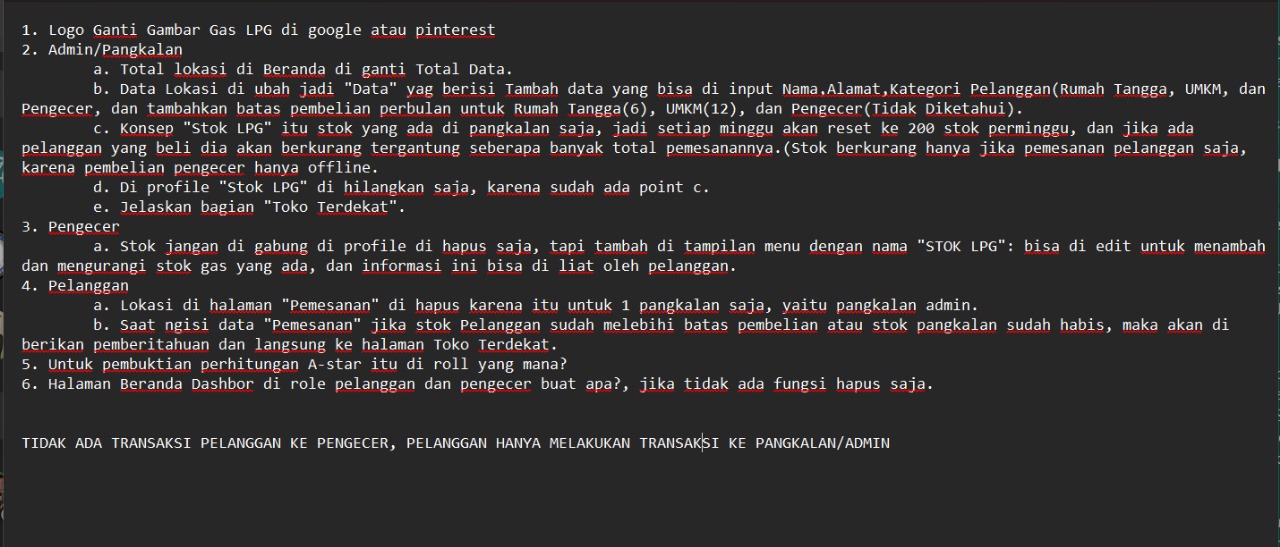 1. Logo Ganti Gambar Gas LPG di google atau pinterest
2. Admin/Pangkalan
a. Total lokasi di Beranda di ganti Total Data.
b. Data Lokasi di ubah jadi "Data" yag berisi Tambah data yang bisa di input Nama,Alamat,Kategori Pelanggan(Rumah Tangga, UMKM, dan
Pengecer, dan tambahkan batas pembelian perbulan untuk Rumah Tangga(6), UMKM(12), dan Pengecer(Tidak Diketahui).
c. Konsep "Stok LPG" itu stok yang ada di pangkalan saja, jadi setiap minggu akan reset ke 200 stok perminggu, dan jika ada
pelanggan yang beli dia akan berkurang tergantung seberapa banyak total pemesanannya.(Stok berkurang hanya jika pemesanan pelanggan saja,
karena pembelian pengecer hanya offline.
d. Di profile "Stok LPG" di hilangkan saja, karena sudah ada point c.
e. Jelaskan bagian "Toko Terdekat".
3. Pengecer
a. Stok jangan di gabung di profile di hapus saja, tapi tambah di tampilan menu dengan nama "STOK LPG": bisa di edit untuk menambah
dan mengurangi stok gas yang ada, dan informasi ini bisa di liat oleh pelanggan.
4. Pelanggan
a. Lokasi di halaman "Pemesanan" di hapus karena itu untuk 1 pangkalan saja, yaitu pangkalan admin.
b. Saat ngisi data "Pemesanan" jika stok Pelanggan sudah melebihi batas pembelian atau stok pangkalan sudah habis, maka akan di
berikan pemberitahuan dan langsung ke halaman Toko Terdekat.
5. Untuk pembuktian perhitungan A-star itu di roll yang mana?
6. Halaman Beranda Dashbor di role pelanggan dan pengecer buat apa?, jika tidak ada fungsi hapus saja.
TIDAK ADA TRANSAKSI PELANGGAN KE PENGECER, PELANGGAN HANYA MELAKUKAN TRANSAKSI KE PANGKALAN/ADMIN